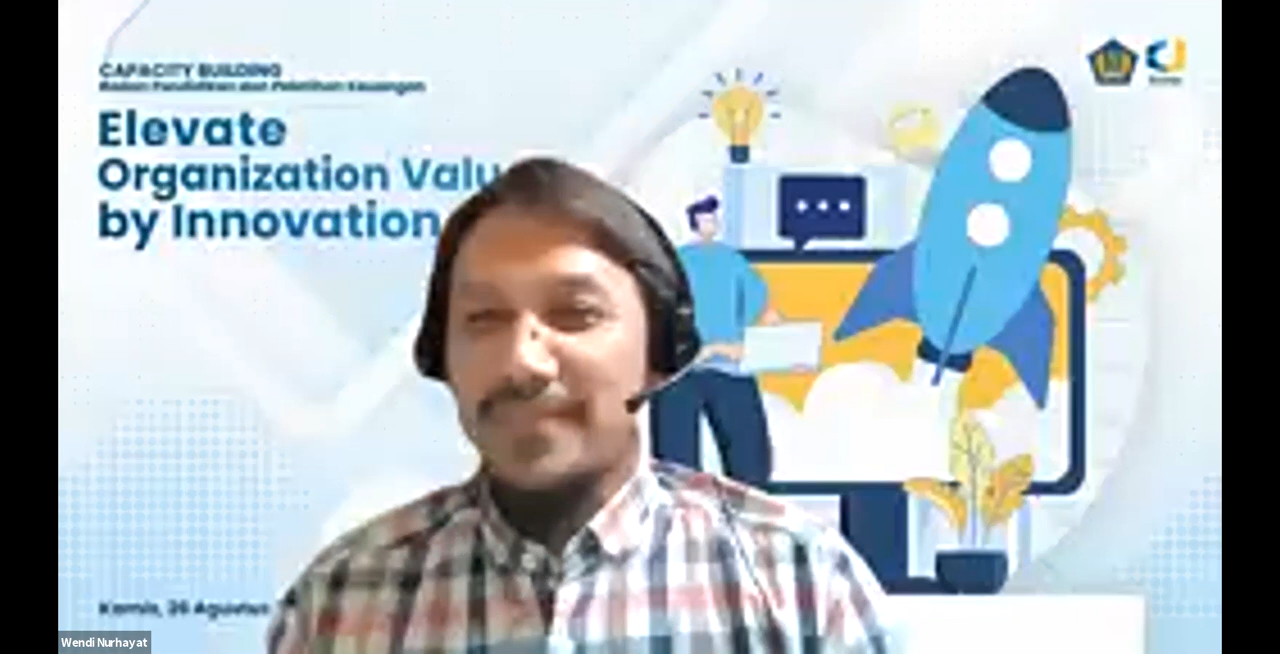 CAPACITY BUILDING
Badan Pendidikan dan Pelatihan Keuangan
Elevate
Organization Valu
by Innovation
Kamis, 26 Agustus
Wendi Nurhayat